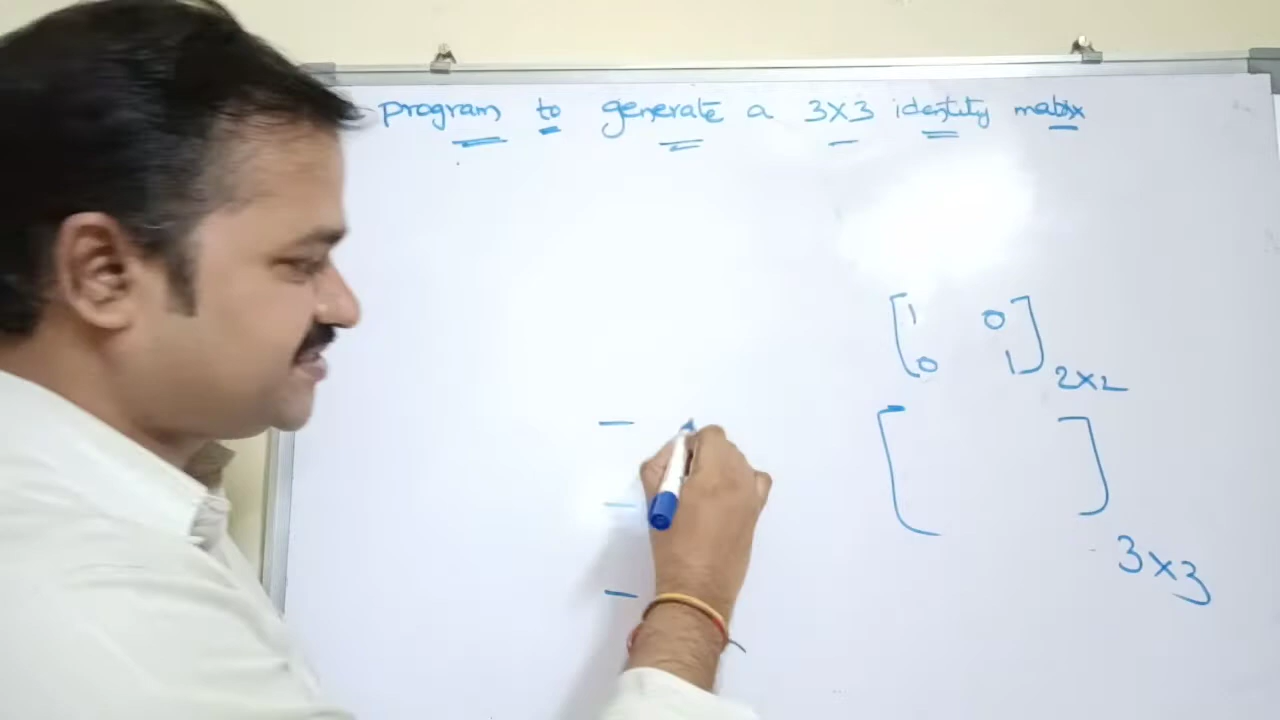 program to generate a 3x3 identity matrix
1 0
0 1
2x2
3x3